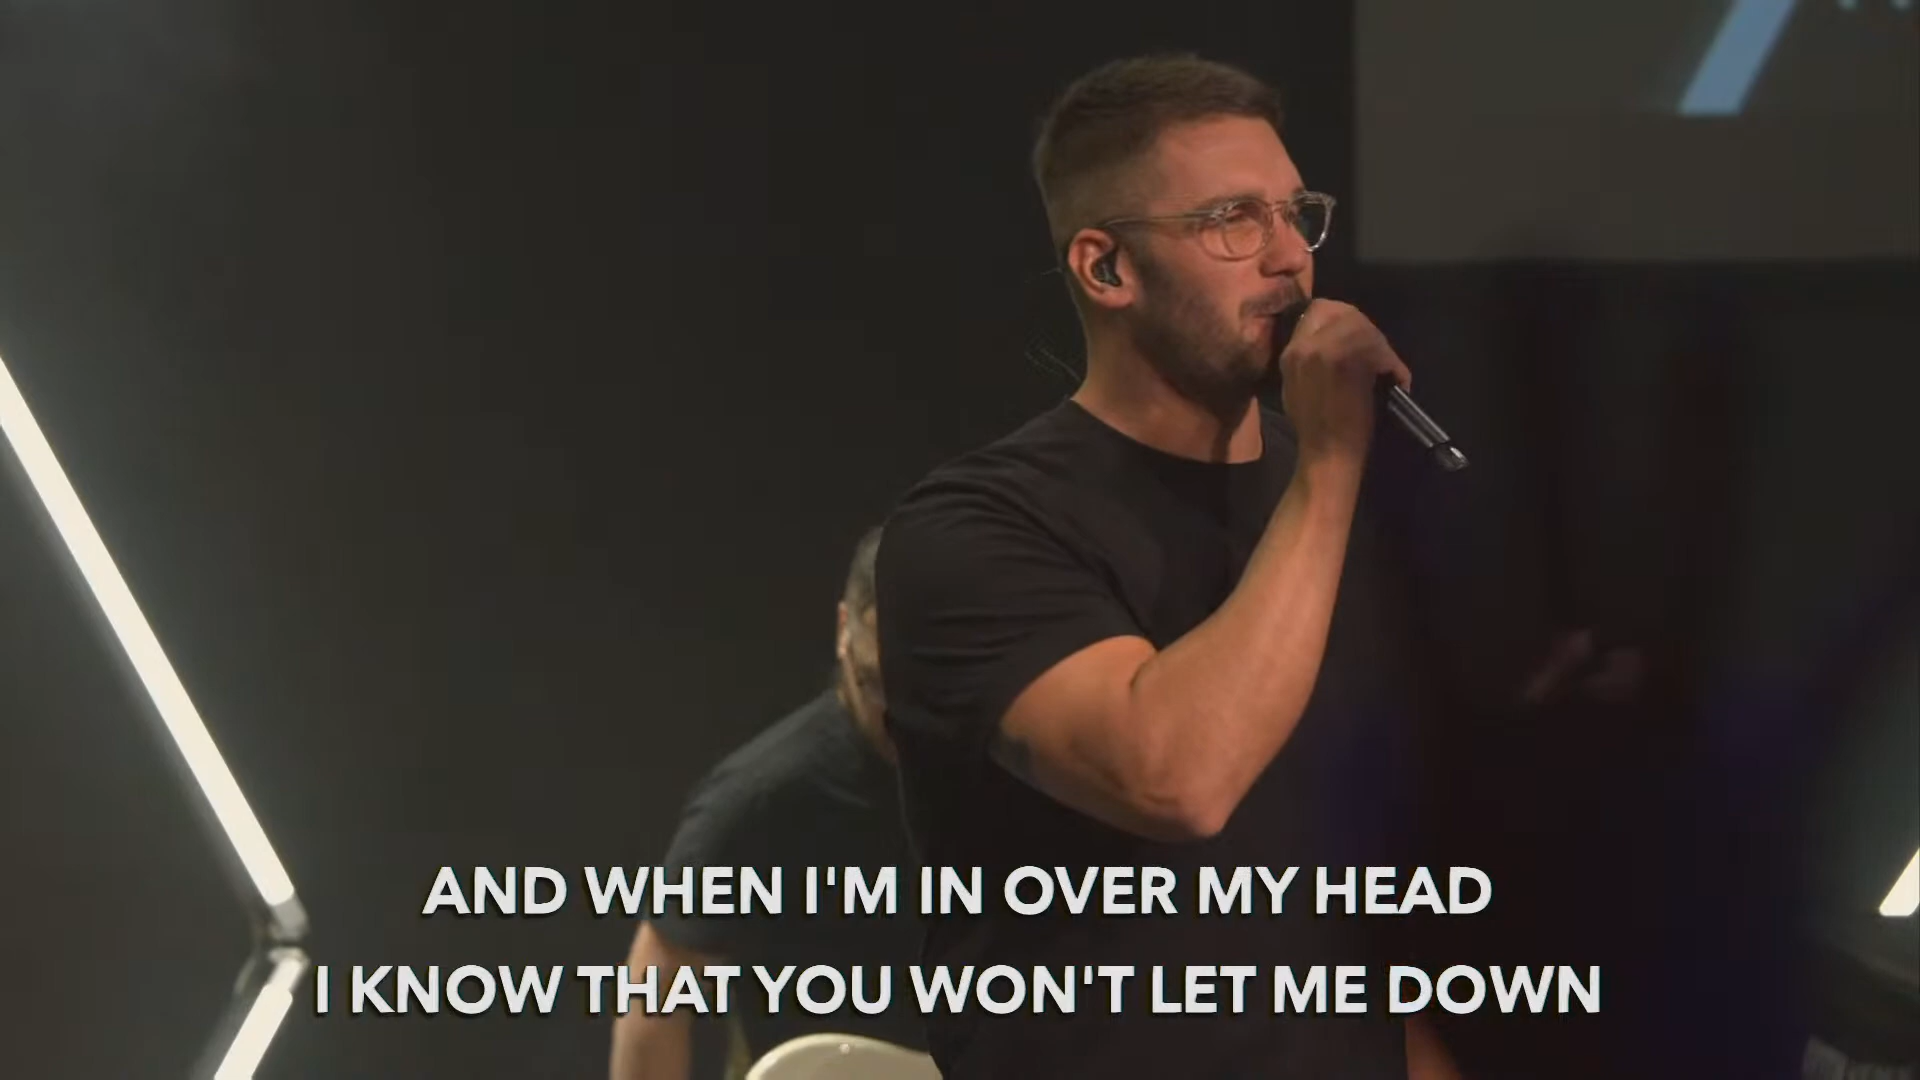 AND WHEN I'M IN OVER MY HEAD
I KNOW THAT YOU WON'T LET ME DOWN